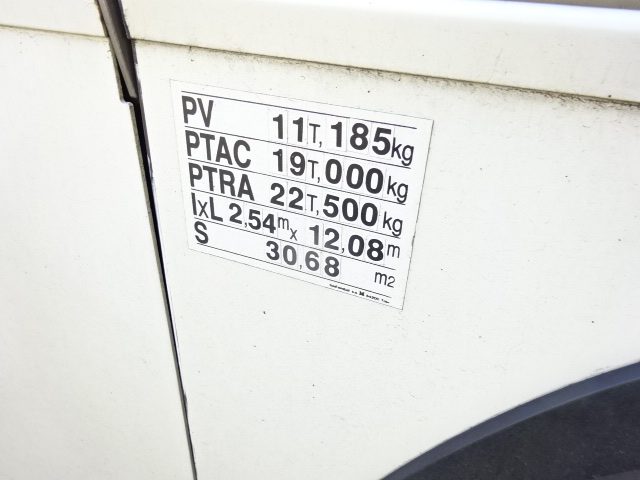 PV 11T,185kg
PTAC 19T,000kg
PTRA 22T,500kg
lxL 2,54m x 12,08m
S 30,68 m2